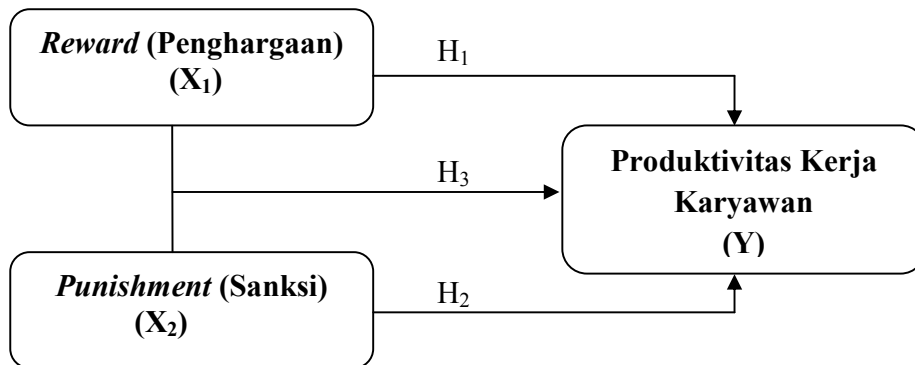 Reward (Penghargaan)
(X₁)
H₁
Produktivitas Kerja
Karyawan
(Y)
H₃
Punishment (Sanksi)
(X₂)
H₂